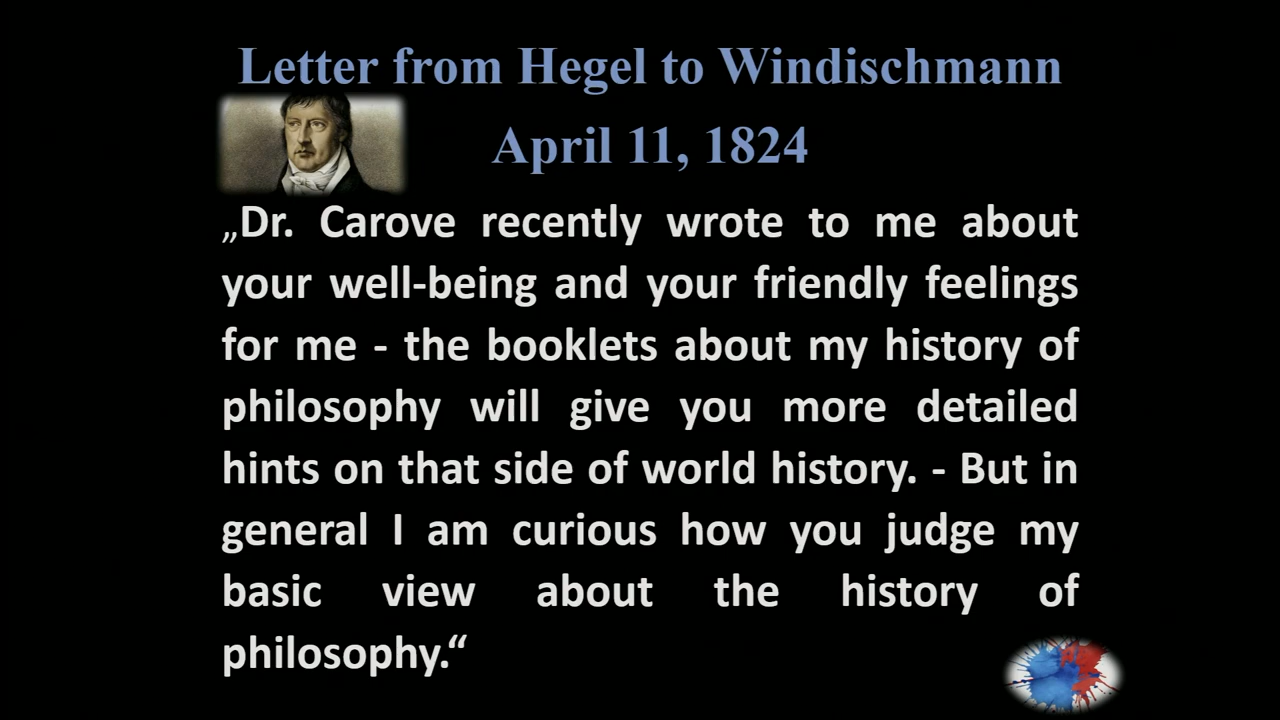 Letter from Hegel to Windischmann
April 11, 1824
„Dr. Carove recently wrote to me about
your well-being and your friendly feelings
for me - the booklets about my history of
philosophy will give you more detailed
hints on that side of world history. - But in
general I am curious how you judge my
basic view about the history of
philosophy.“